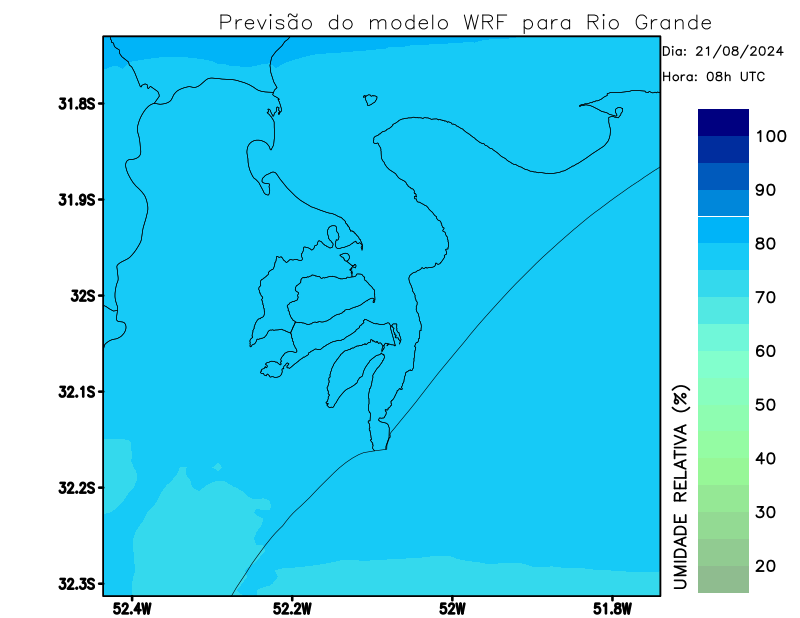 Previsão do modelo WRF para Rio Grande
Dia: 21/08/2024
Hora: 08h UTC
31.8S
31.9S
32S
32.1S
32.2S
32.3S
52.4W
52.2W
52W
51.8W
UMIDADE RELATIVA (%)
100
90
80
70
60
50
40
30
20